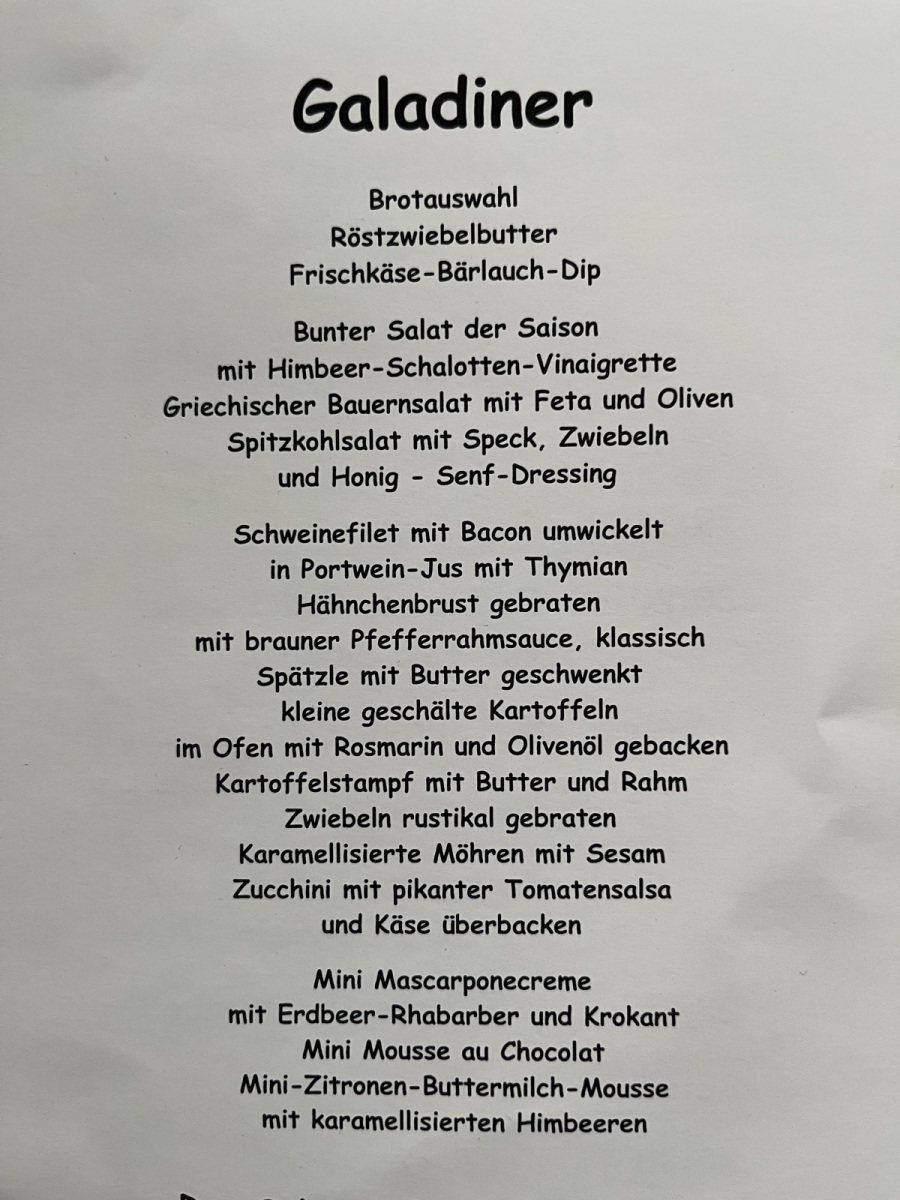 Galadiner
Brotauswahl
Röstzwiebelbutter
Frischkäse-Bärlauch-Dip
Bunter Salat der Saison
mit Himbeer-Schalotten-Vinaigrette
Griechischer Bauernsalat mit Feta und Oliven
Spitzkohlsalat mit Speck, Zwiebeln
und Honig - Senf-Dressing
Schweinefilet mit Bacon umwickelt
in Portwein-Jus mit Thymian
Hähnchenbrust gebraten
mit brauner Pfefferrahmsauce, klassisch
Spätzle mit Butter geschwenkt
kleine geschälte Kartoffeln
im Ofen mit Rosmarin und Olivenöl gebacken
Kartoffelstampf mit Butter und Rahm
Zwiebeln rustikal gebraten
Karamellisierte Möhren mit Sesam
Zucchini mit pikanter Tomatensalsa
und Käse überbacken
Mini Mascarponecreme
mit Erdbeer-Rhabarber und Krokant
Mini Mousse au Chocolat
Mini-Zitronen-Buttermilch-Mousse
mit karamellisierten Himbeeren